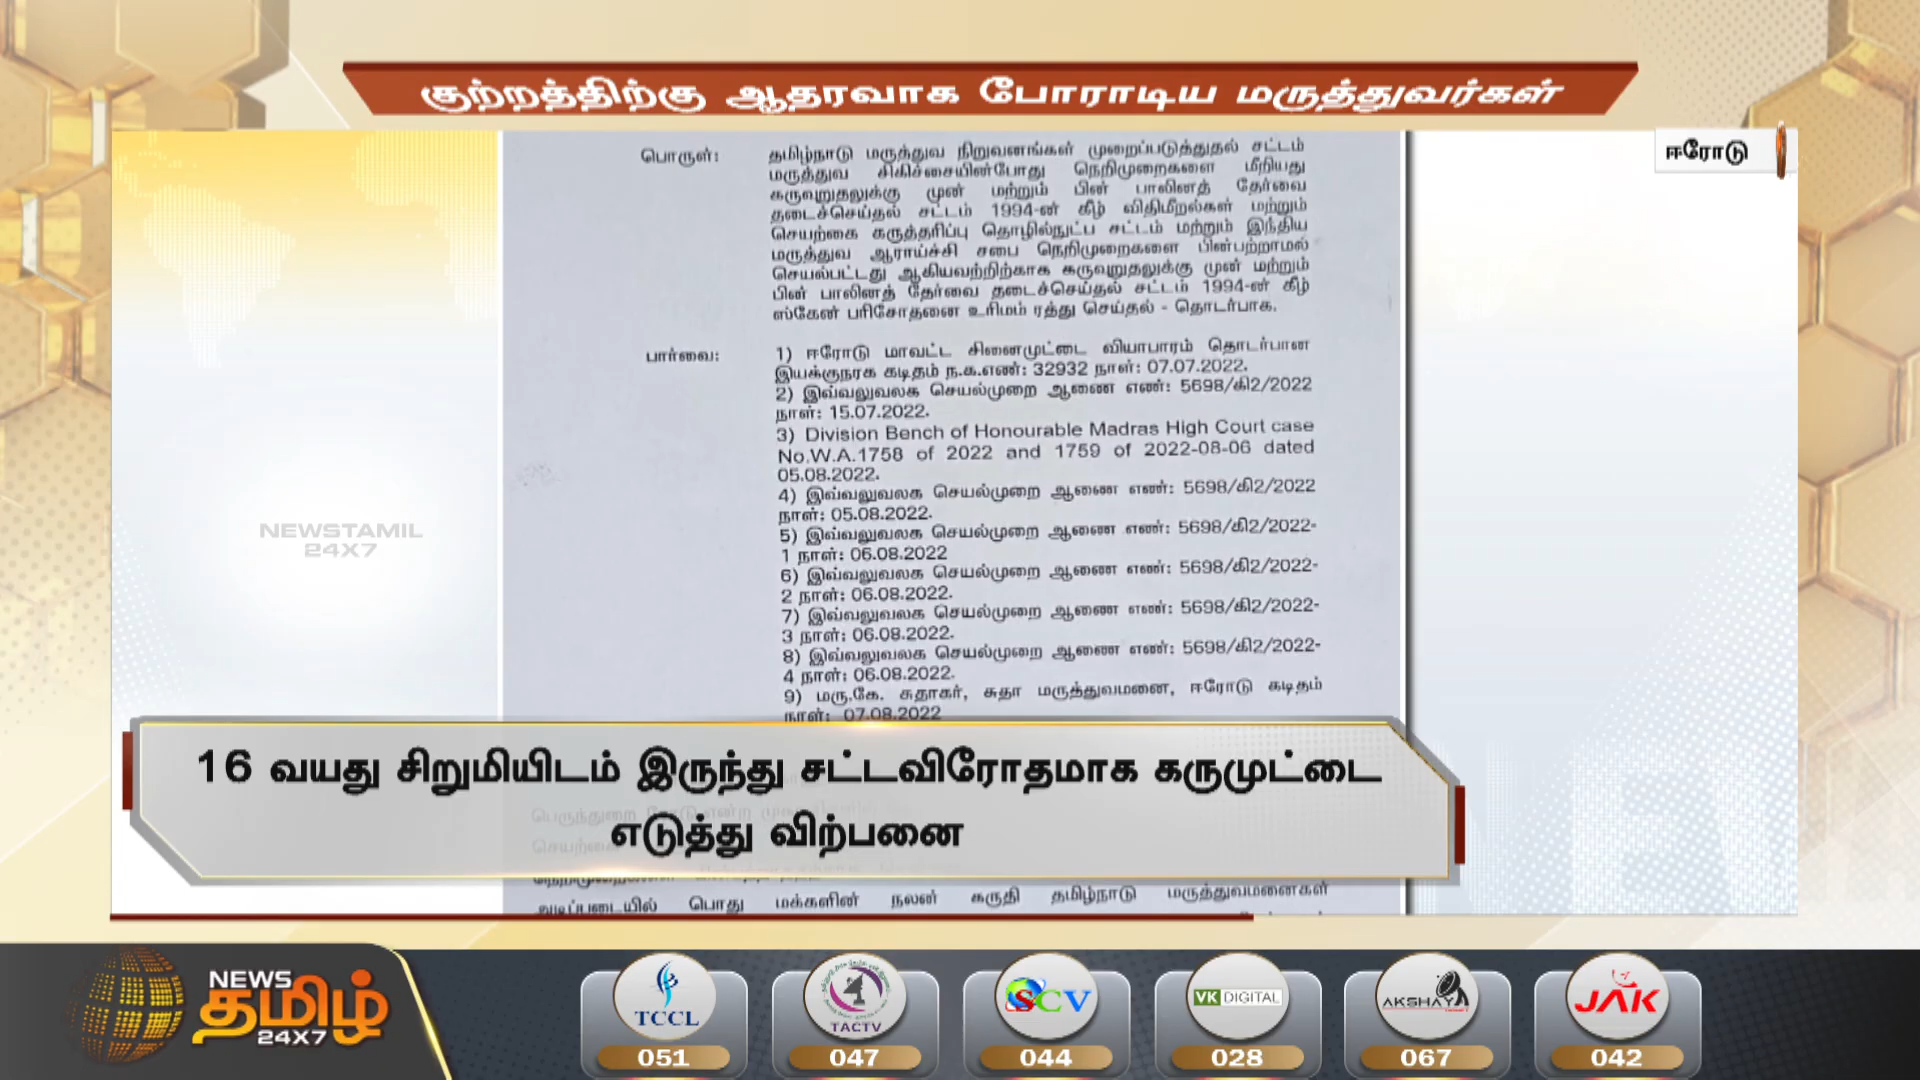 குற்றத்திற்கு ஆதரவாக போராடிய மருத்துவர்கள்
ஈரோடு
பொருள்: தமிழ்நாடு மருத்துவ நிறுவனங்கள் முறைப்படுத்துதல் சட்டம்
மருத்துவ சிகிச்சையின்போது நெறிமுறைகளை மீறியது
கருவுறுதலுக்கு முன் மற்றும் பின் பாலினத் தேர்வை
தடைச்செய்தல் சட்டம் 1994-ன் கீழ் விதிமீறல்கள் மற்றும்
செயற்கை கருத்தரிப்பு தொழில்நுட்ப சட்டம் மற்றும் இந்திய
மருத்துவ ஆராய்ச்சி சபை நெறிமுறைகளை பின்பற்றாமல்
செயல்பட்டது ஆகியவற்றிற்காக கருவுறுதலுக்கு முன் மற்றும்
பின் பாலினத் தேர்வை தடைச்செய்தல் சட்டம் 1994-ன் கீழ்
ஸ்கேன் பரிசோதனை உரிமம் ரத்து செய்தல் - தொடர்பாக.
பார்வை: 1) ஈரோடு மாவட்ட சினைமுட்டை வியாபாரம் தொடர்பான
இயக்குநரக கடிதம் ந.க.எண்: 32932 நாள்: 07.07.2022.
2) இவ்வலுவலக செயல்முறை ஆணை எண்: 5698/கி2/2022
நாள்: 15.07.2022.
3) Division Bench of Honourable Madras High Court case
No.W.A.1758 of 2022 and 1759 of 2022-08-06 dated
05.08.2022.
4) இவ்வலுவலக செயல்முறை ஆணை எண்: 5698/கி2/2022
நாள்: 05.08.2022.
5) இவ்வலுவலக செயல்முறை ஆணை எண்: 5698/கி2/2022-
1 நாள்: 06.08.2022
6) இவ்வலுவலக செயல்முறை ஆணை எண்: 5698/கி2/2022-
2 நாள்: 06.08.2022.
7) இவ்வலுவலக செயல்முறை ஆணை எண்: 5698/கி2/2022-
3 நாள்: 06.08.2022.
8) இவ்வலுவலக செயல்முறை ஆணை எண்: 5698/கி2/2022-
4 நாள்: 06.08.2022.
9) மரு.கே. சுதாகர், சுதா மருத்துவமனை, ஈரோடு கடிதம்
நாள்: 07.08.2022
NEWSTAMIL
24X7
16 வயது சிறுமியிடம் இருந்து சட்டவிரோதமாக கருமுட்டை
எடுத்து விற்பனை
அடிப்படையில் பொது மக்களின் நலன் கருதி தமிழ்நாடு மருத்துவமனைகள்
NEWS
தமிழ்
24X7
TCCL TACTV SCV VK DIGITAL AKSHAYA JAK
051 047 044 028 067 042